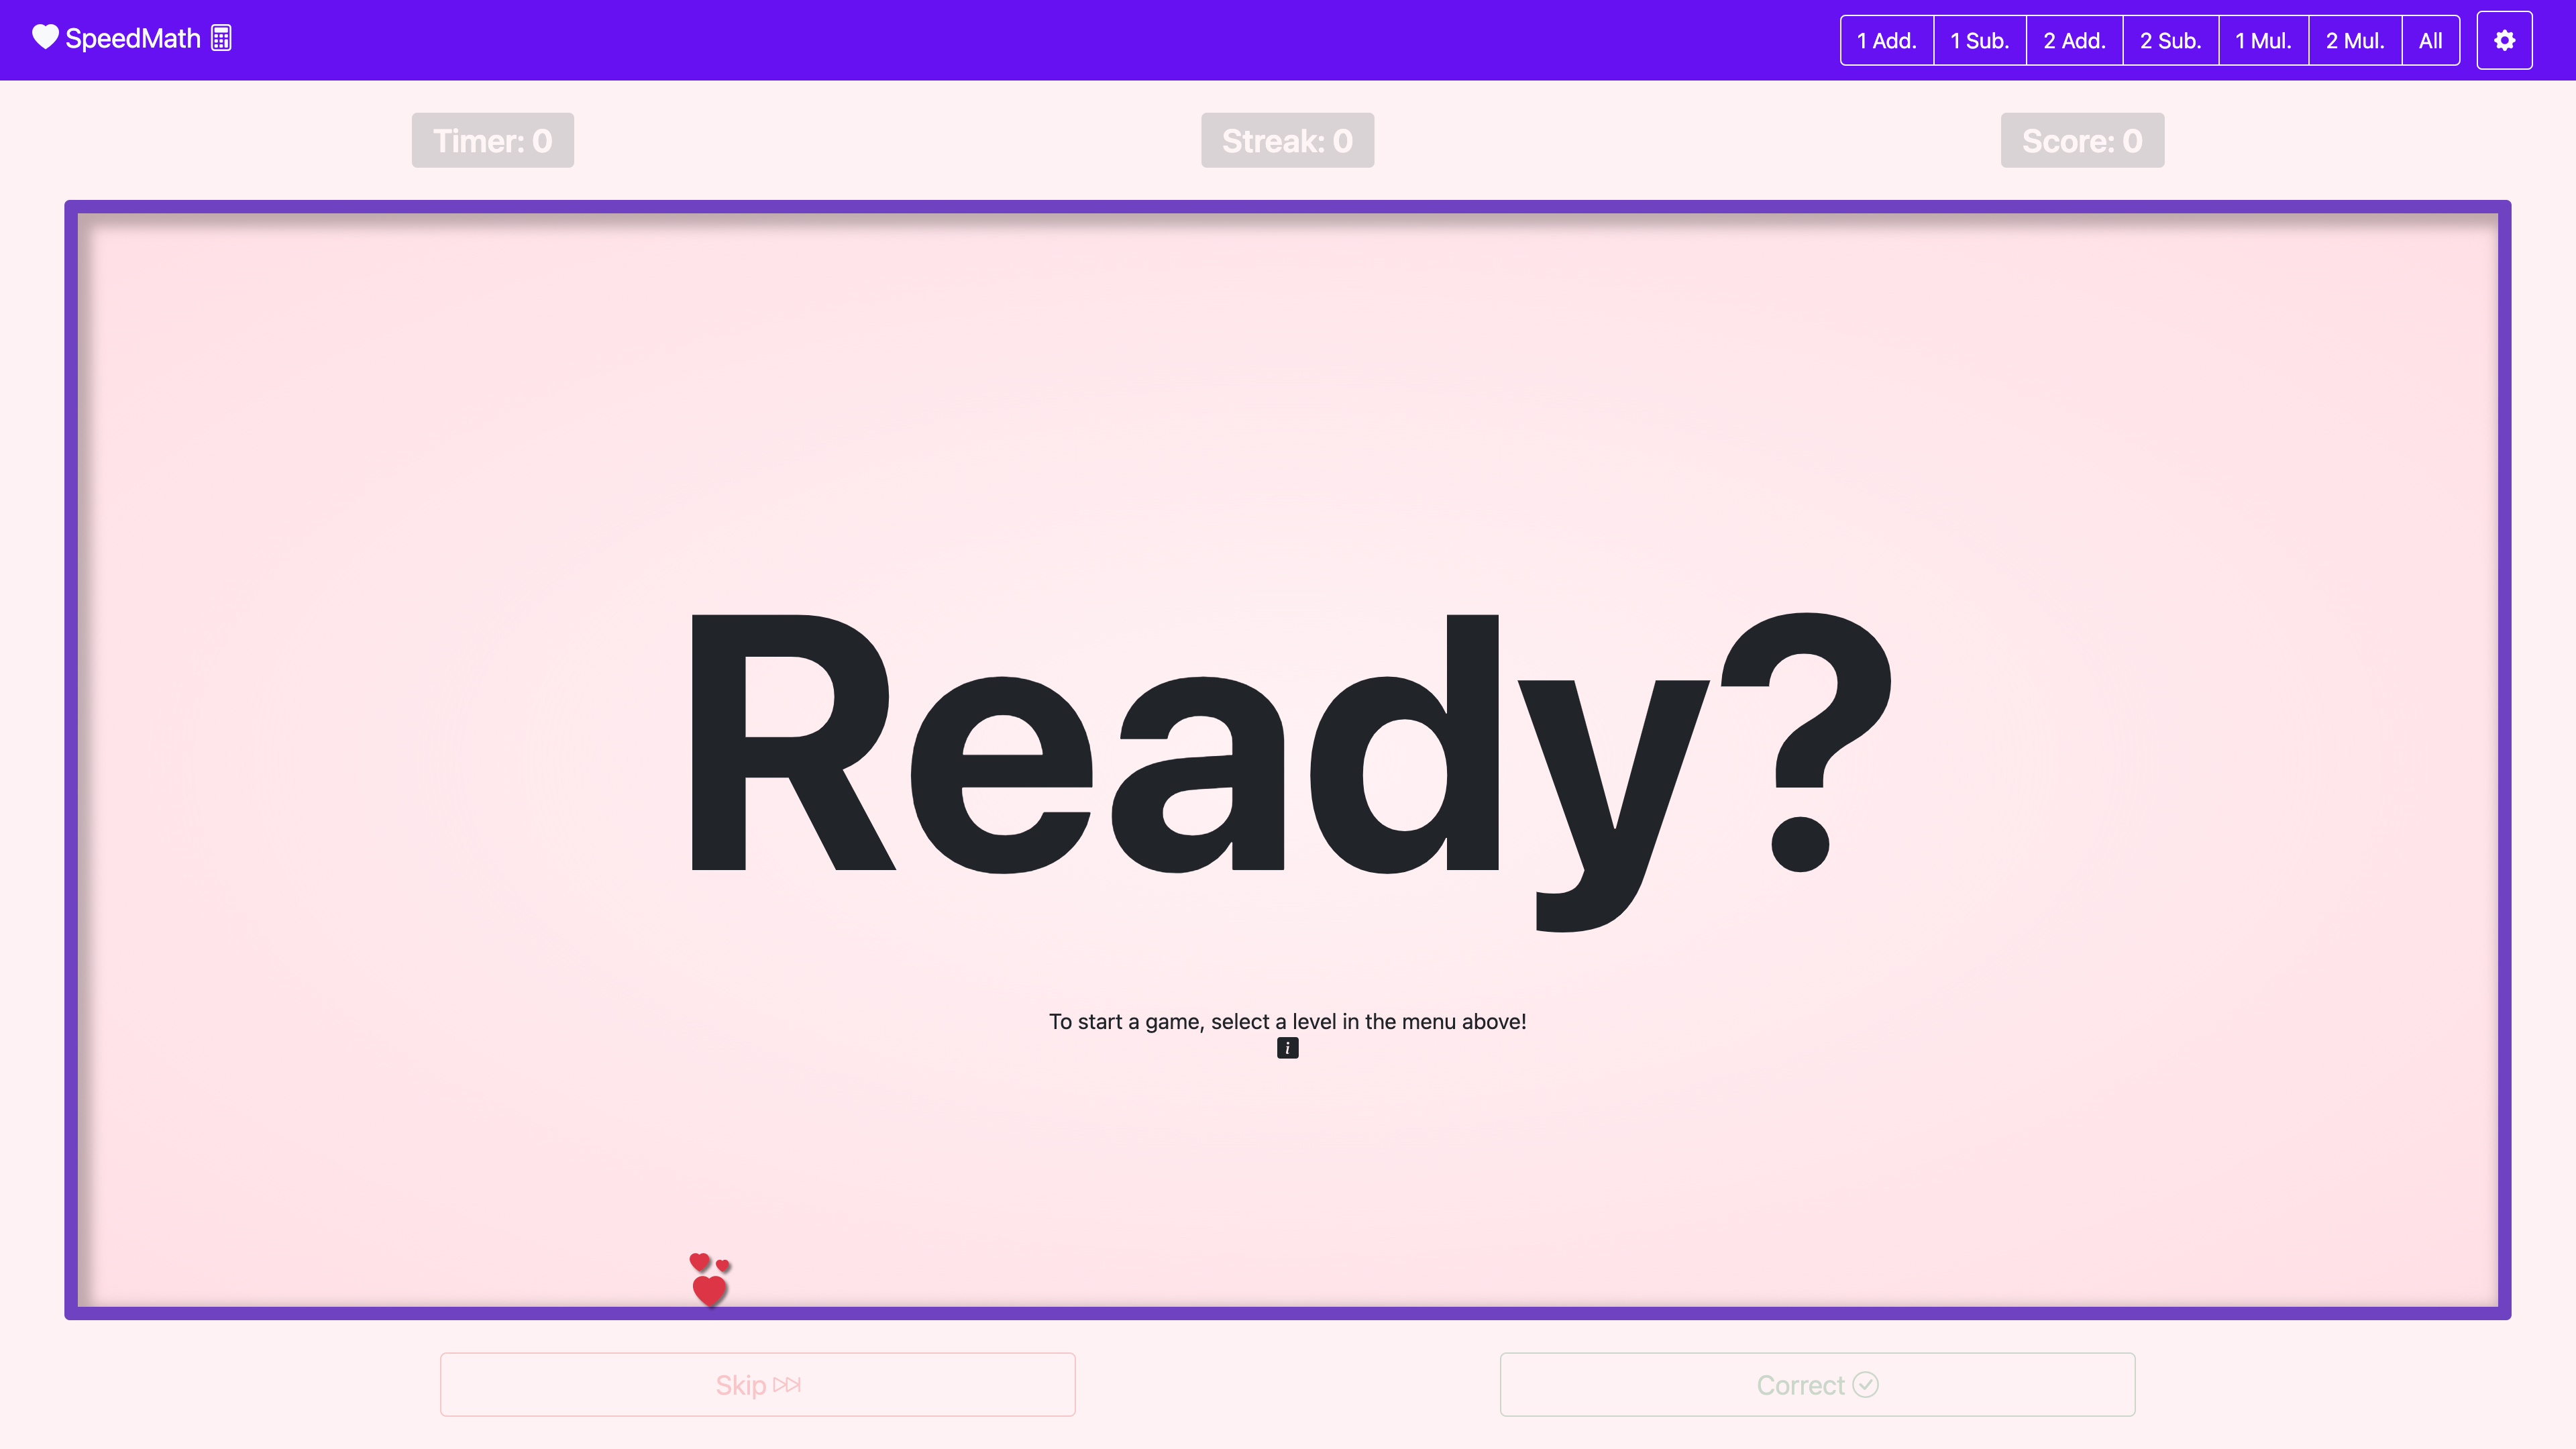 SpeedMath
1 Add. 1 Sub. 2 Add. 2 Sub. 1 Mul. 2 Mul. All
Timer: 0
Streak: 0
Score: 0
Ready?
To start a game, select a level in the menu above!
i
Skip
Correct